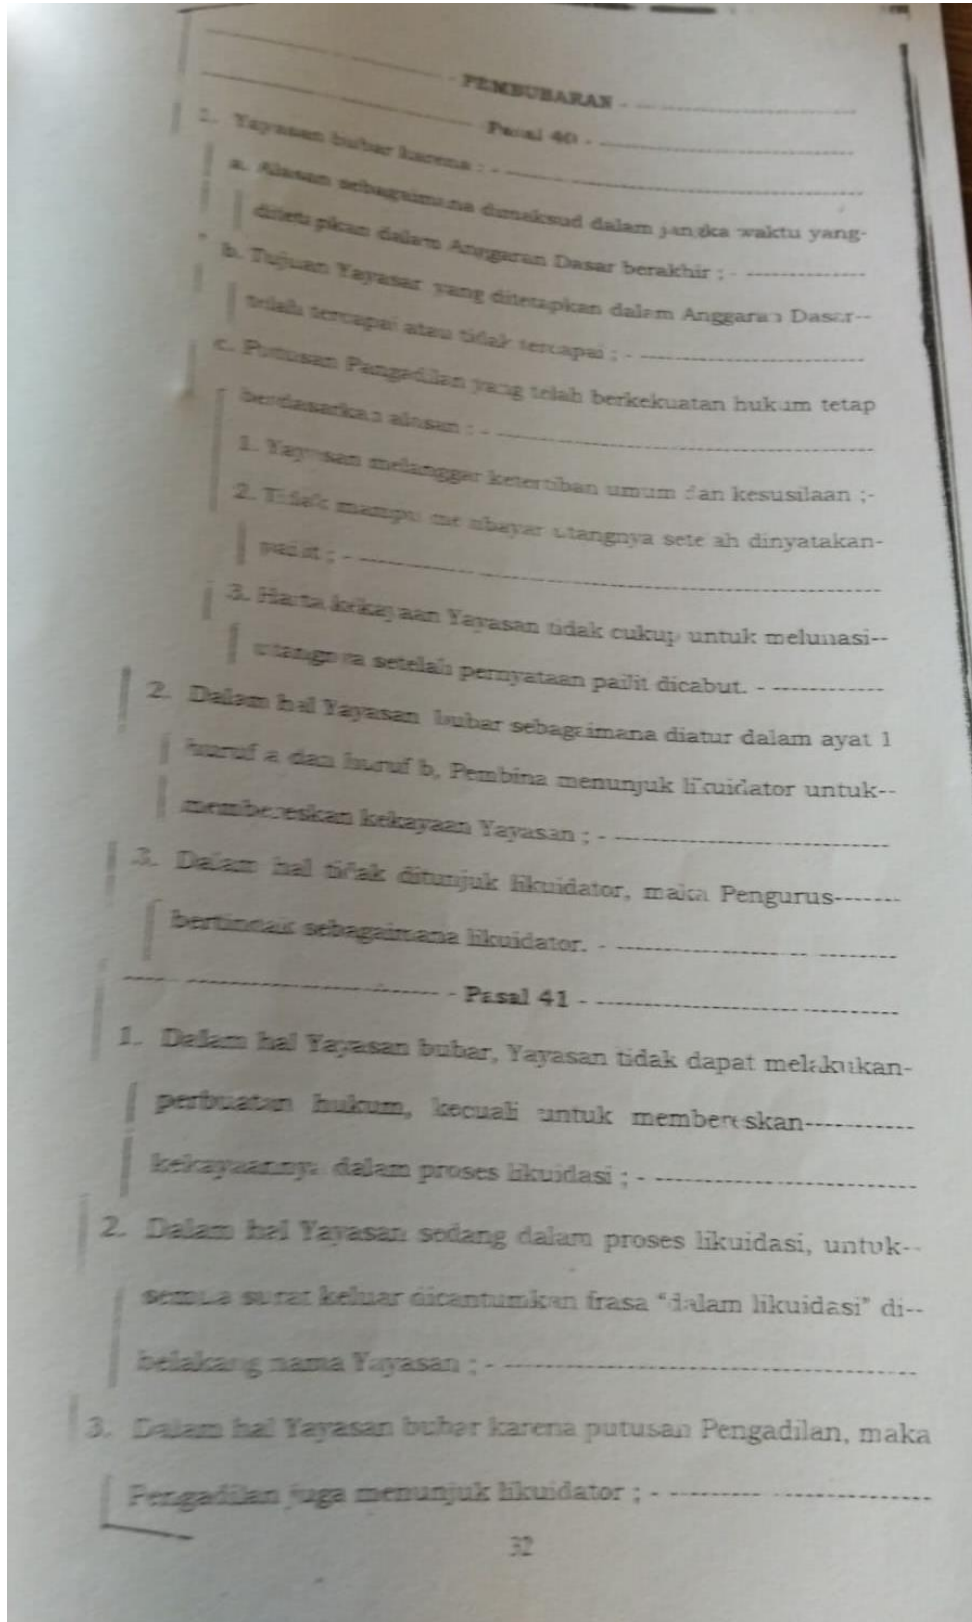 - PEMBUBARAN -
- Pasal 40 -
1. Yayasan bubar karena : -
a. Alasan sebagaimana dimaksud dalam jangka waktu yang-
ditetapkan dalam Anggaran Dasar berakhir ; -
b. Tujuan Yayasan yang ditetapkan dalam Anggaran Dasar--
telah tercapai atau tidak tercapai ; -
c. Putusan Pangadilan yang telah berkekuatan hukum tetap
berdasarkan alasan : -
1. Yayasan melanggar ketertiban umum dan kesusilaan ;-
2. Tidak mampu membayar utangnya setelah dinyatakan-
pailit ; -
3. Harta kekayaan Yayasan tidak cukup untuk melunasi--
utangnya setelah pernyataan pailit dicabut. -
2. Dalam hal Yayasan bubar sebagaimana diatur dalam ayat 1
huruf a dan huruf b, Pembina menunjuk likuidator untuk--
membereskan kekayaan Yayasan ; -
3. Dalam hal tidak ditunjuk likuidator, maka Pengurus-------
bertindak sebagaimana likuidator. -
- Pasal 41 -
1. Dalam hal Yayasan bubar, Yayasan tidak dapat melakukan-
perbuatan hukum, kecuali untuk membereskan-----------
kekayaannya dalam proses likuidasi ; -
2. Dalam hal Yayasan sedang dalam proses likuidasi, untuk--
semua surat keluar dicantumkan frasa “dalam likuidasi” di--
belakang nama Yayasan ; -
3. Dalam hal Yayasan bubar karena putusan Pengadilan, maka
Pengadilan juga menunjuk likuidator ; -
32